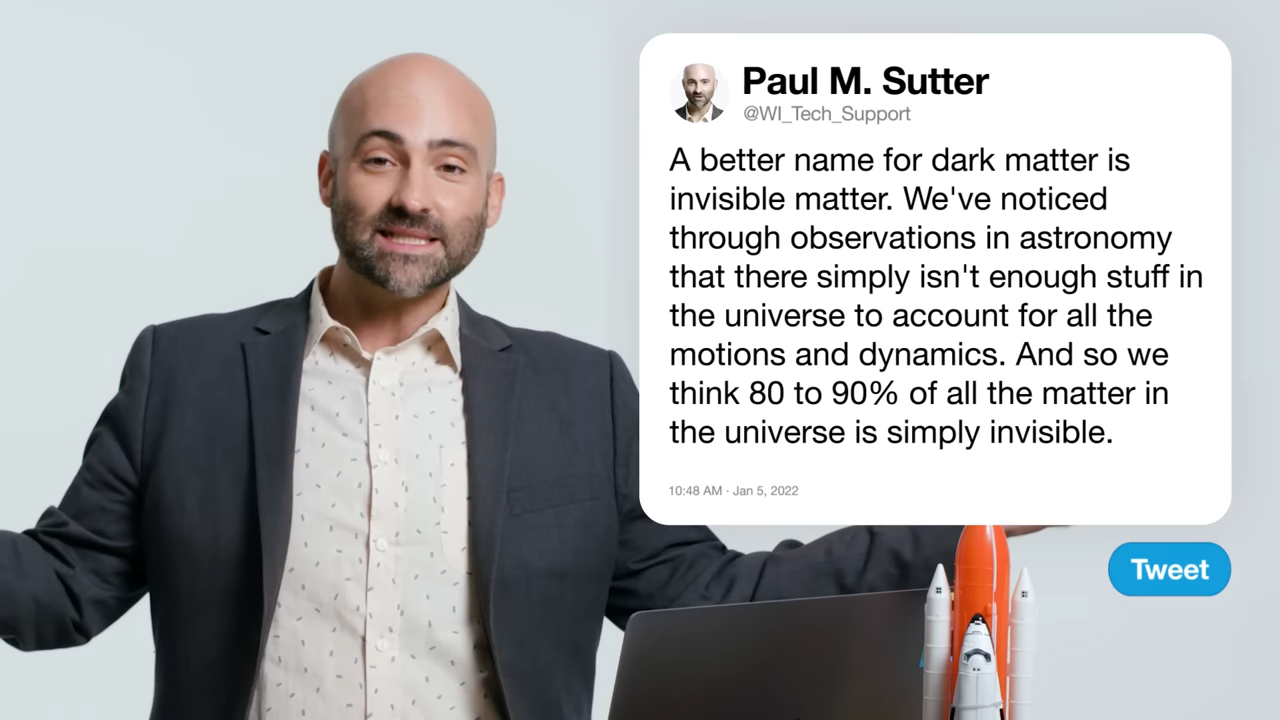 Paul M. Sutter
@WI_Tech_Support
A better name for dark matter is
invisible matter. We've noticed
through observations in astronomy
that there simply isn't enough stuff in
the universe to account for all the
motions and dynamics. And so we
think 80 to 90% of all the matter in
the universe is simply invisible.
10:48 AM · Jan 5, 2022
Tweet